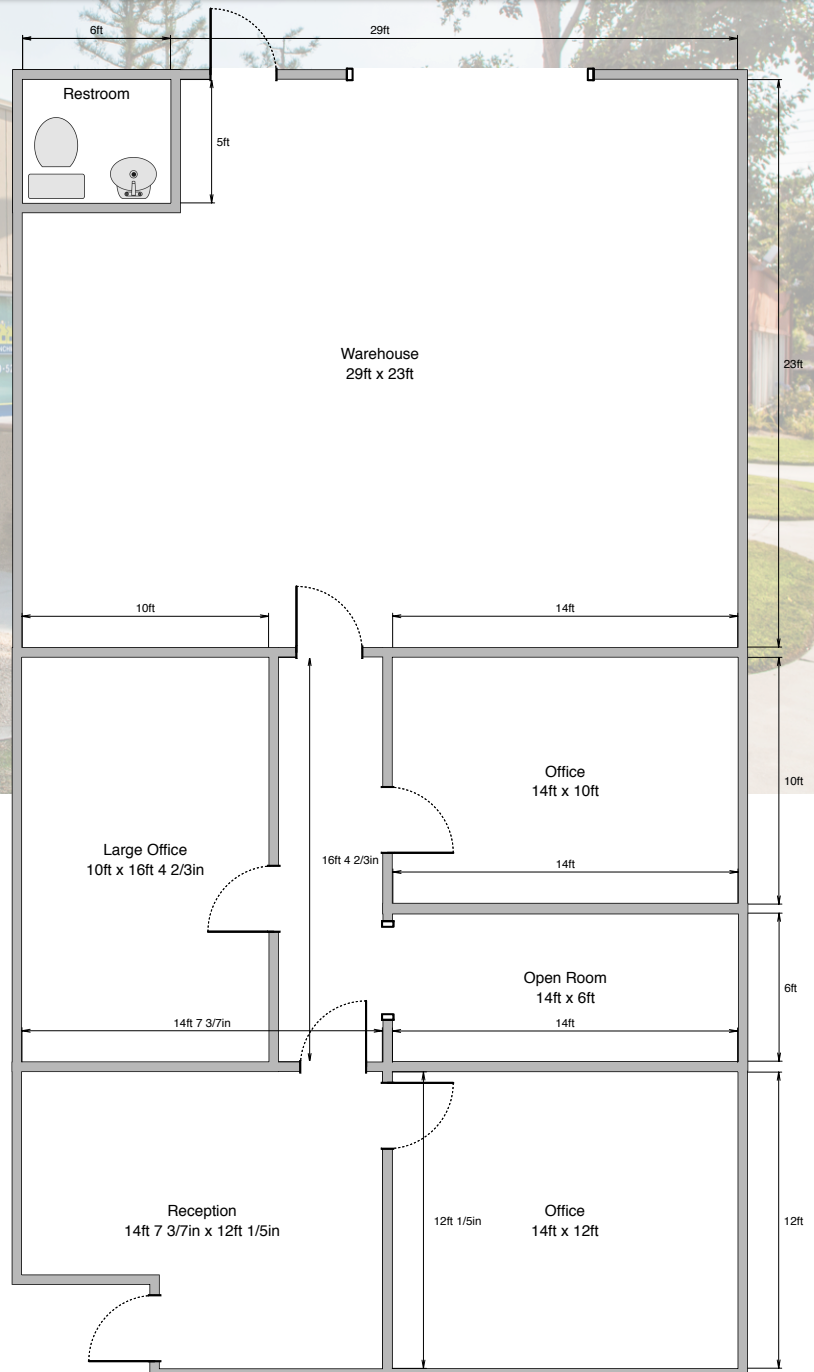 6ft
29ft
Restroom
5ft
Warehouse
29ft x 23ft
23ft
10ft
14ft
Office
14ft x 10ft
10ft
Large Office
10ft x 16ft 4 2/3in
16ft 4 2/3in
14ft
Open Room
14ft x 6ft
6ft
14ft 7 3/7in
14ft
Reception
14ft 7 3/7in x 12ft 1/5in
12ft 1/5in
Office
14ft x 12ft
12ft